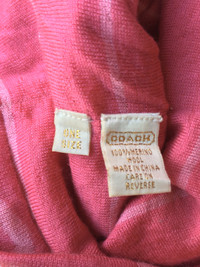 ONE
SIZE
COACH
100% MERINO
WOOL
MADE IN CHINA
CARE ON
REVERSE